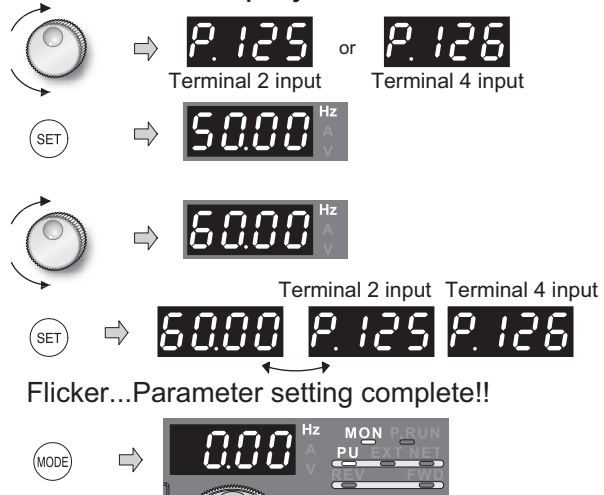 P.125 or P.126
Terminal 2 input Terminal 4 input
SET 50.00 Hz
A
V
60.00 Hz
A
V
Terminal 2 input Terminal 4 input
SET 60.00 P.125 P.126
Flicker...Parameter setting complete!!
MODE 0.00 Hz MON P.RUN
A PU EXT NET
V REV FWD